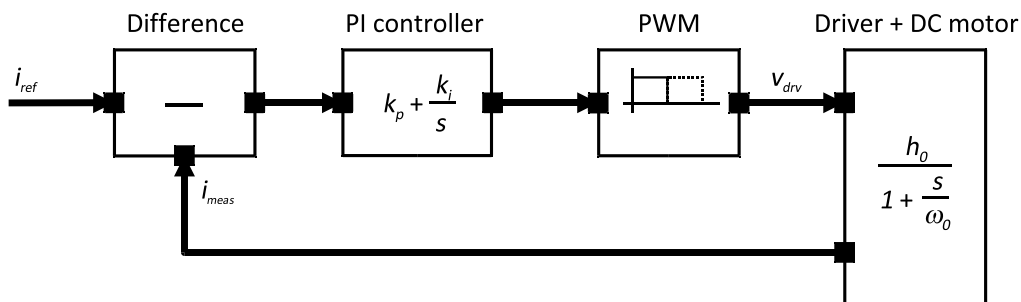 Difference
PI controller
PWM
Driver + DC motor
i_ref
—
k_p + k_i/s
v_drv
h_0
1 + s/ω_0
i_meas